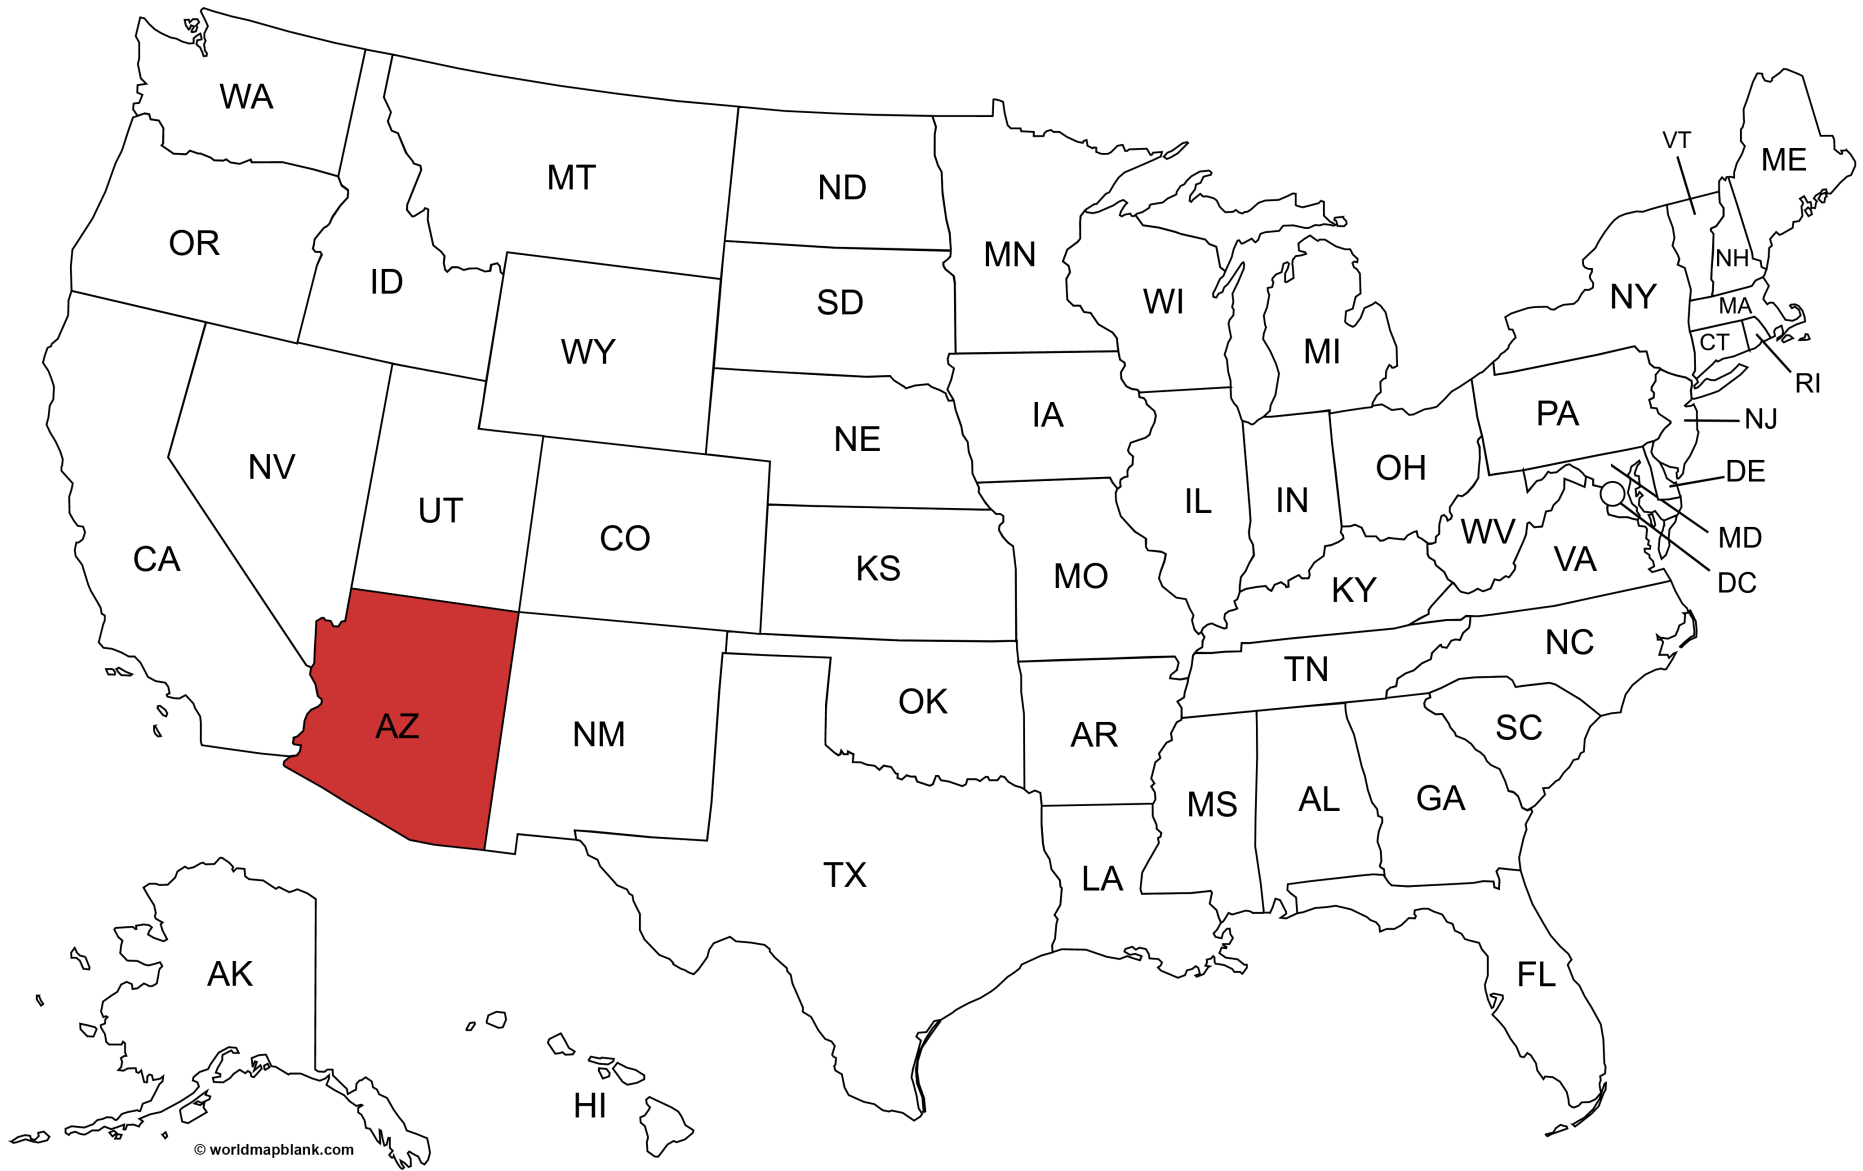 WA
MT
ND
MN
VT
ME
OR
ID
SD
WI
NH
NY
MA
WY
MI
CT
RI
NE
IA
PA
NJ
NV
UT
CO
IL
IN
OH
DE
CA
KS
MO
WV
VA
MD
KY
DC
AZ
NM
OK
AR
TN
NC
SC
MS
AL
GA
TX
LA
AK
FL
HI
© worldmapblank.com